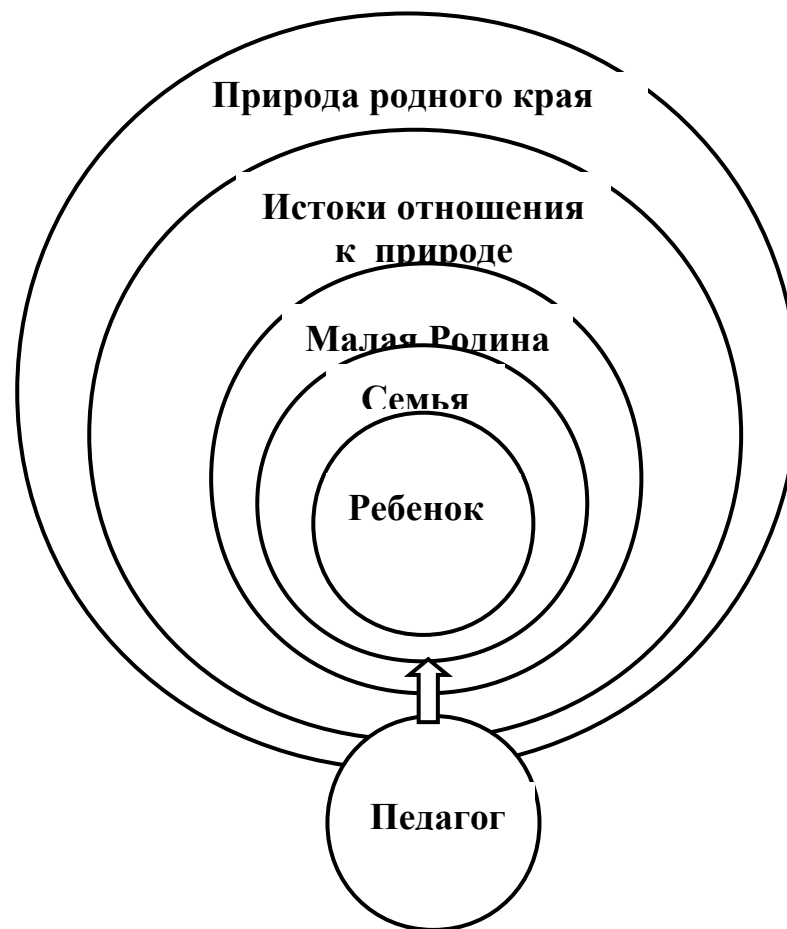 Природа родного края
Истоки отношения
к природе
Малая Родина
Семья
Ребенок
Педагог